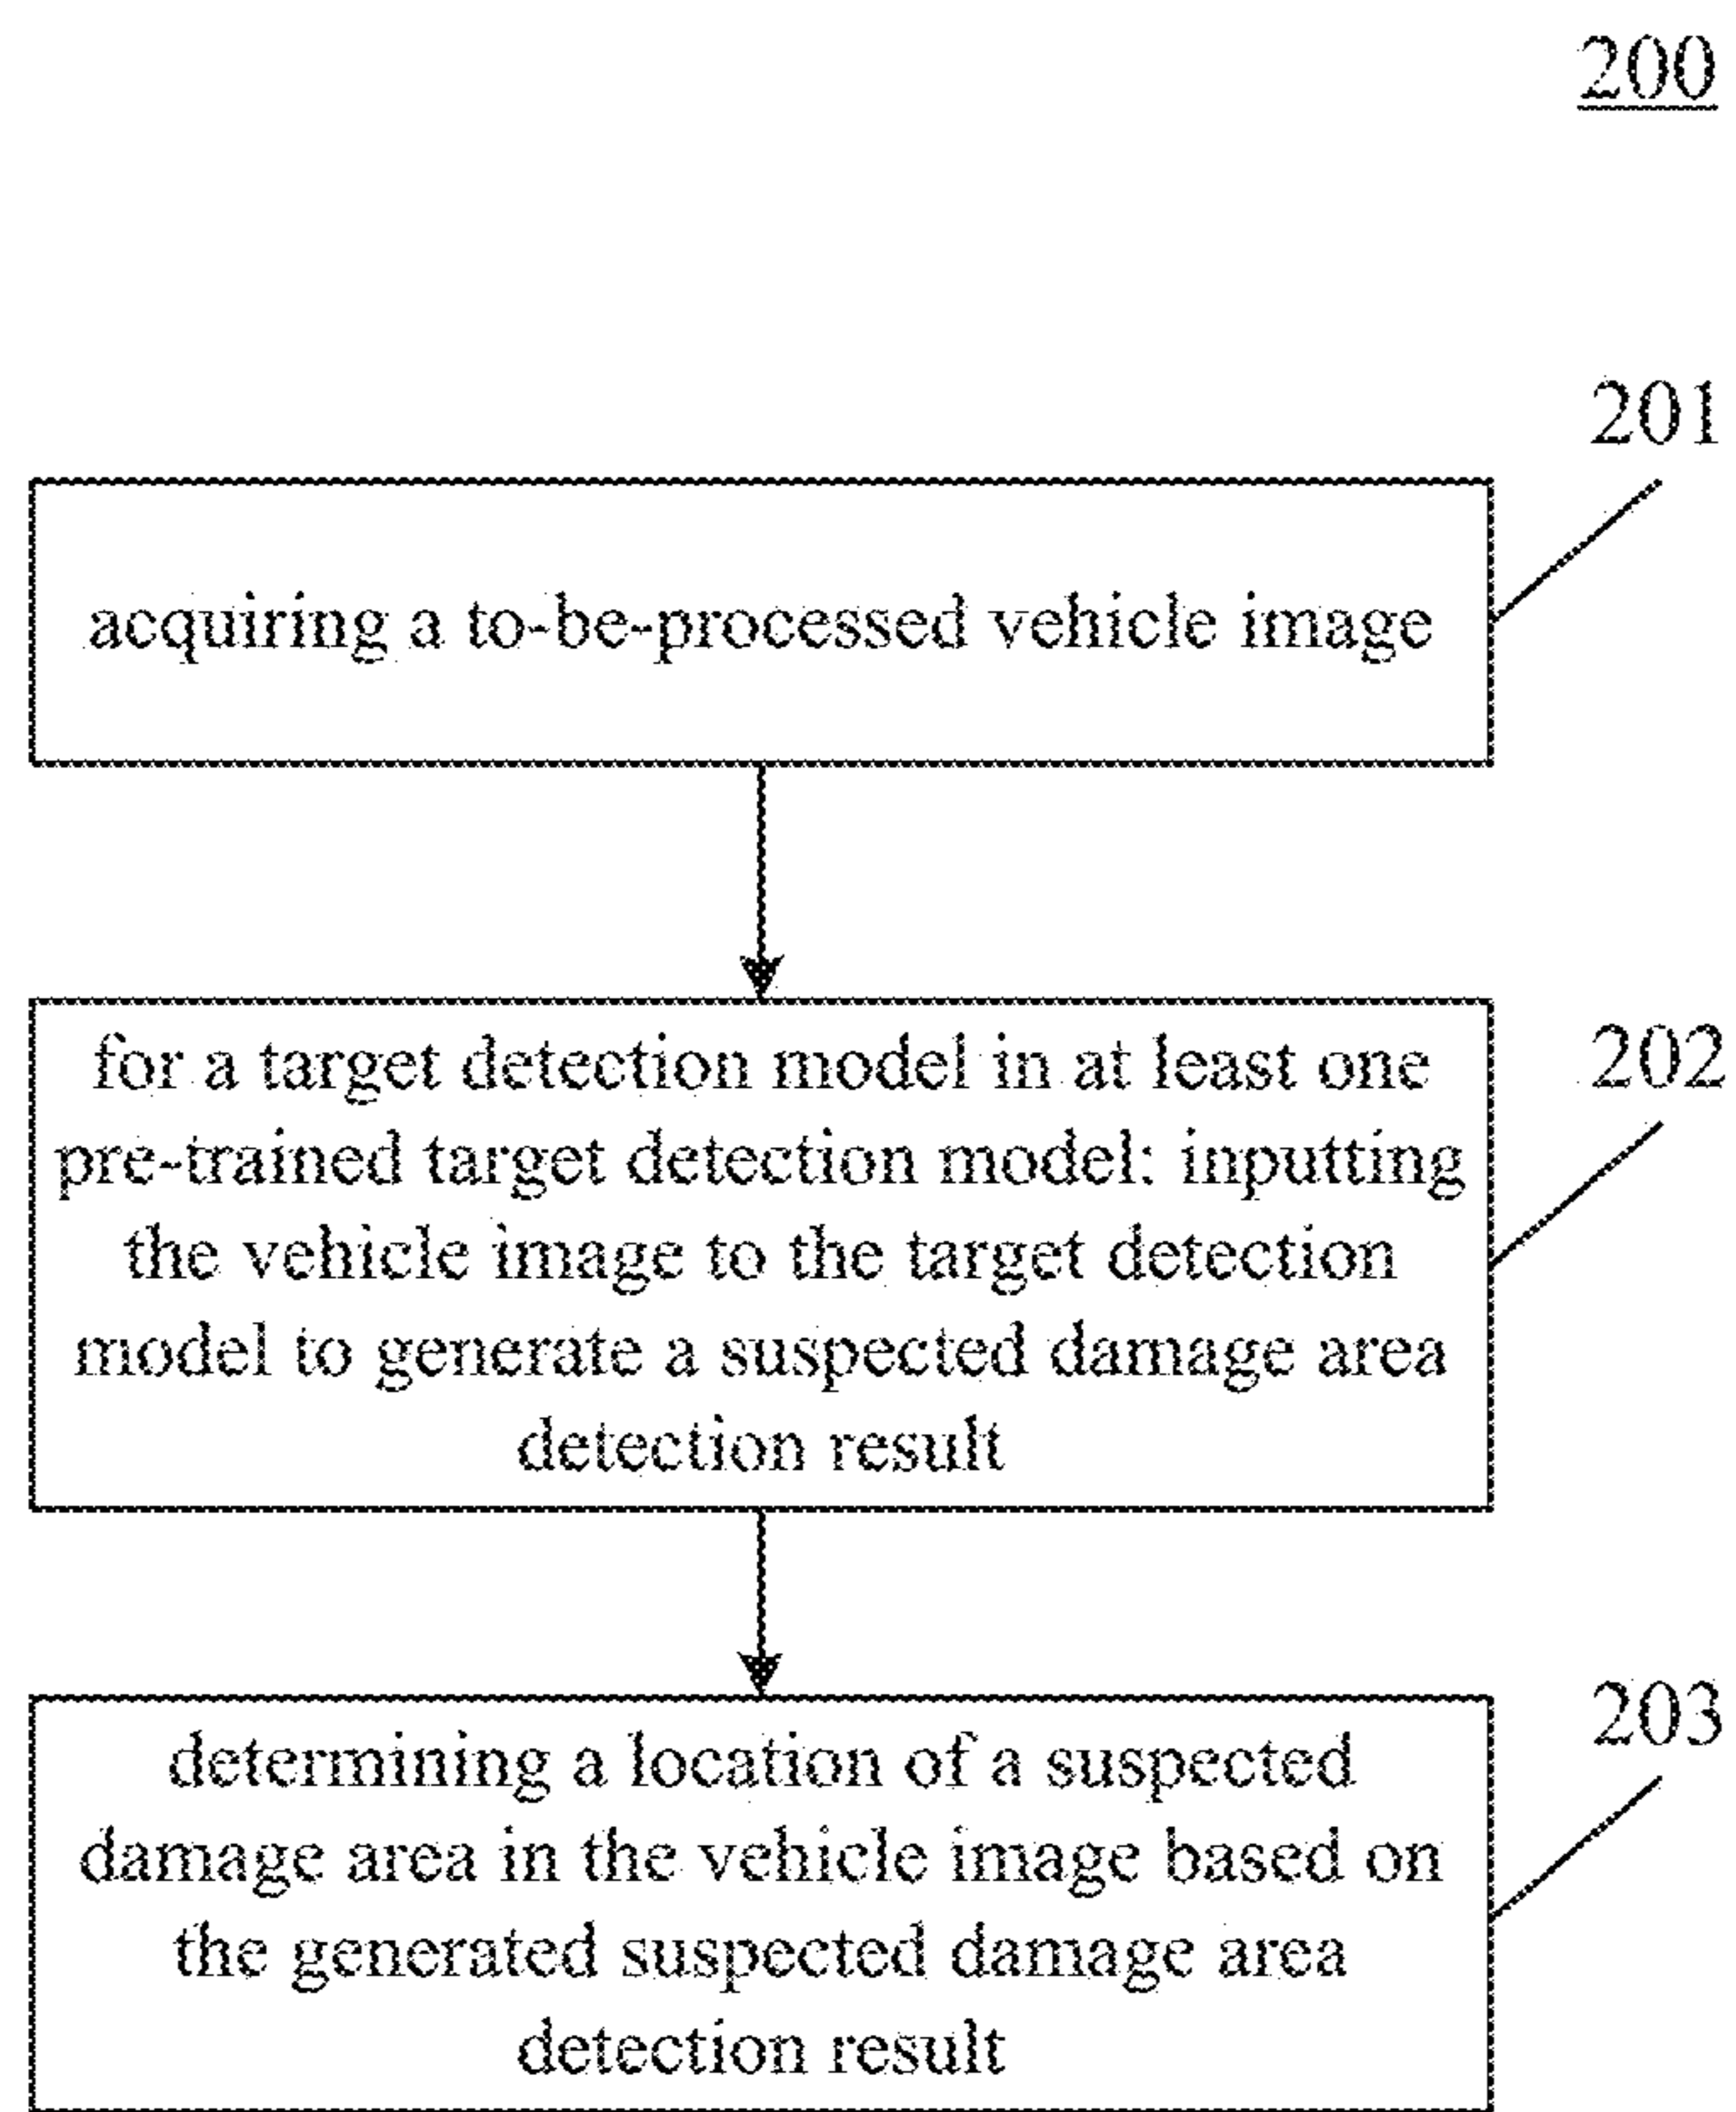 200
201
acquiring a to-be-processed vehicle image
202
for a target detection model in at least one
pre-trained target detection model: inputting
the vehicle image to the target detection
model to generate a suspected damage area
detection result
203
determining a location of a suspected
damage area in the vehicle image based on
the generated suspected damage area
detection result